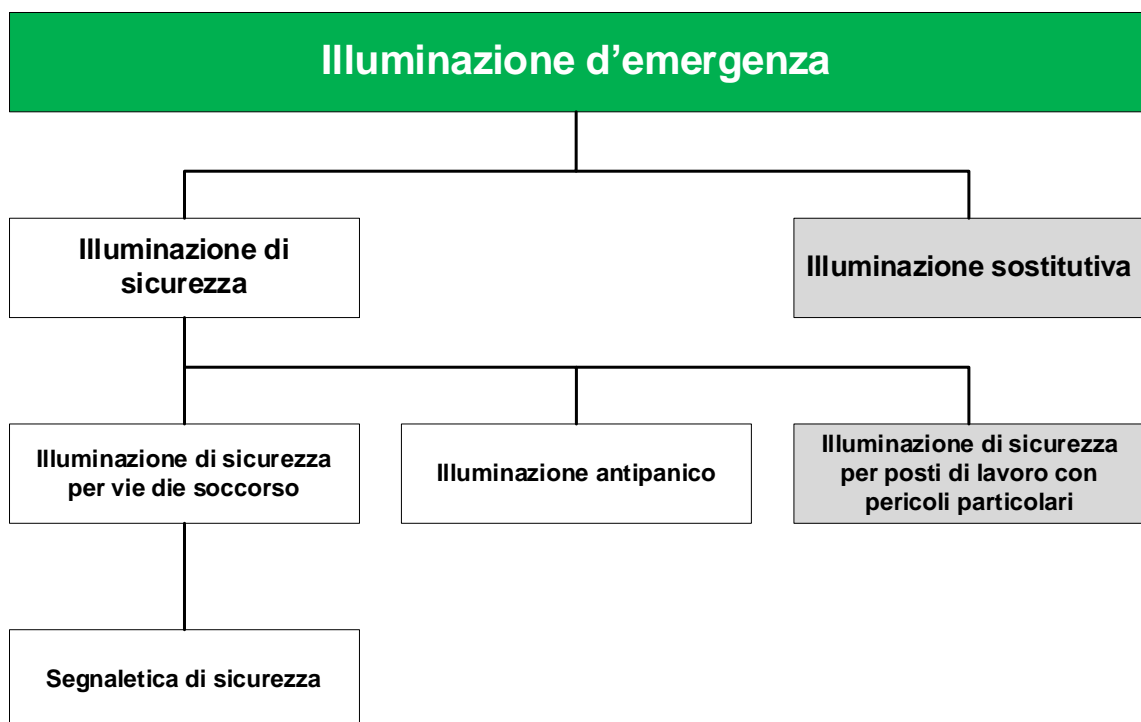 Illuminazione d’emergenza
Illuminazione di
sicurezza
Illuminazione sostitutiva
Illuminazione di sicurezza
per vie die soccorso
Illuminazione antipanico
Illuminazione di sicurezza
per posti di lavoro con
pericoli particolari
Segnaletica di sicurezza